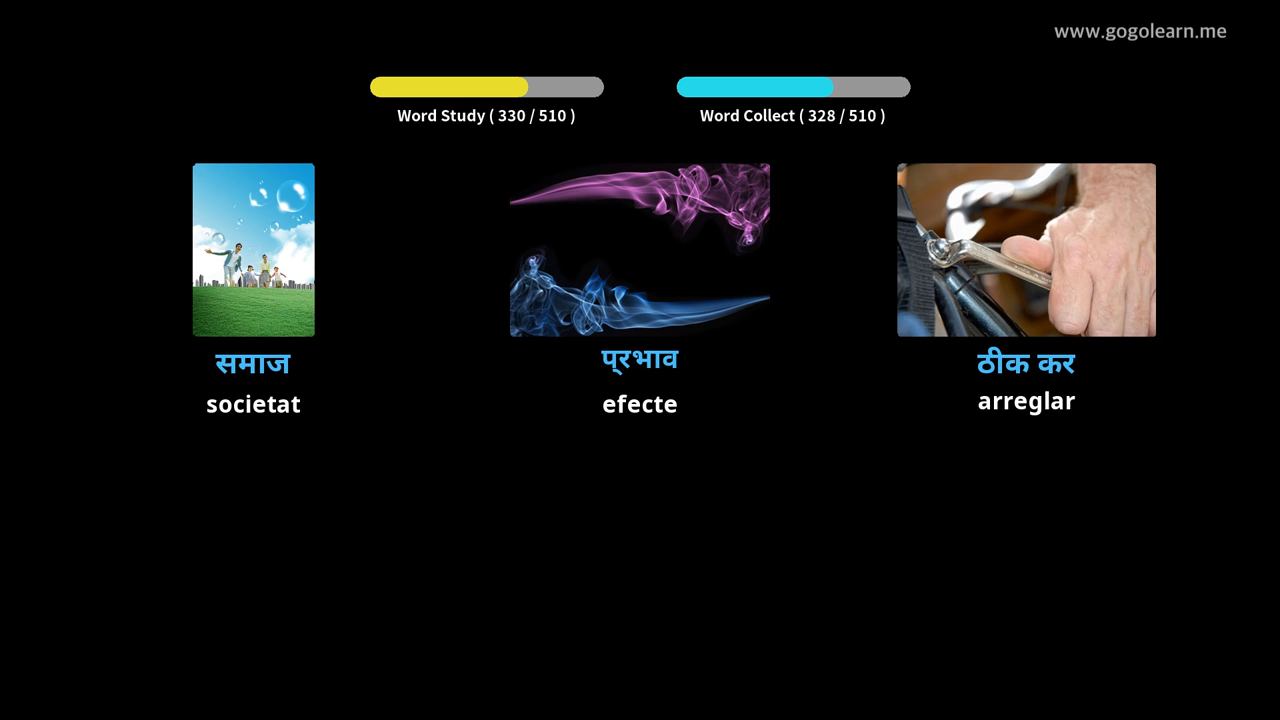 www.gogolearn.me
Word Study ( 330 / 510 )
Word Collect ( 328 / 510 )
समाज
societat
प्रभाव
efecte
ठीक कर
arreglar